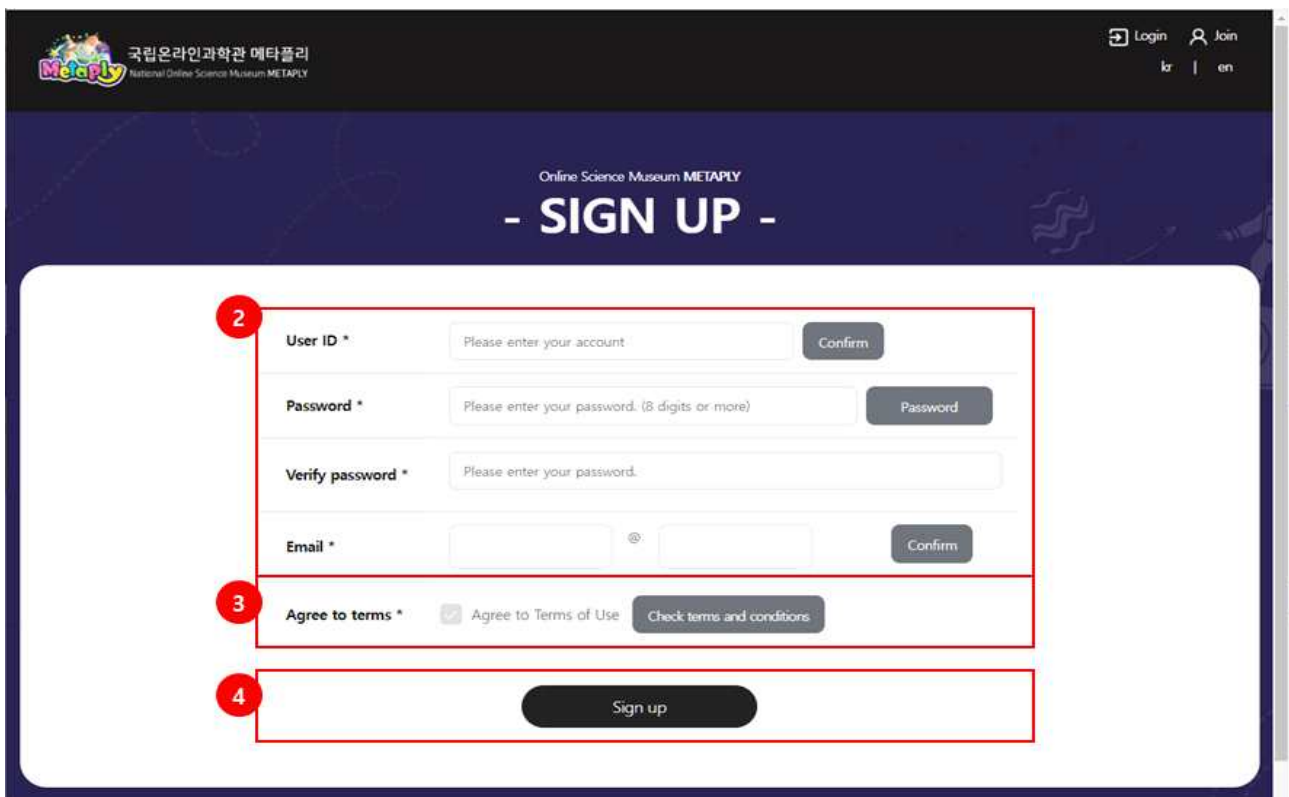 Metaply
국립온라인과학관 메타플리
National Online Science Museum METAPLY
Login Join
kr | en
Online Science Museum METAPLY
- SIGN UP -
2
User ID * Please enter your account Confirm
Password * Please enter your password. (8 digits or more) Password
Verify password * Please enter your password.
Email * @ Confirm
3
Agree to terms * Agree to Terms of Use Check terms and conditions
4
Sign up